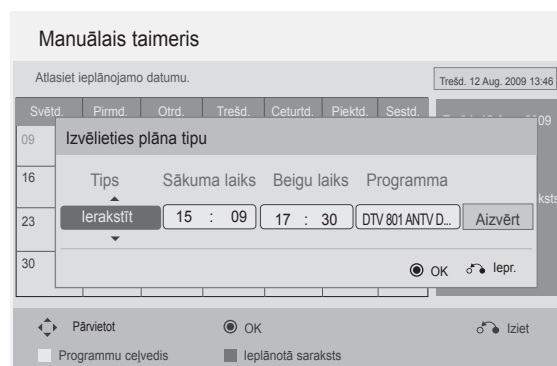 Manuālais taimeris
Atlasiet ieplānojamo datumu.
Trešd. 12 Aug. 2009 13:46
Svētd. Pirmd. Otrd. Trešd. Ceturtd. Piektd. Sestd.
09
Izvēlieties plāna tipu
16
Tips Sākuma laiks Beigu laiks Programma
23
Ierakstīt 15 : 09 17 : 30 DTV 801 ANTV D... Aizvērt
30
OK Iepr.
Pārvietot OK Iziet
Programmu ceļvedis Ieplānotā saraksts